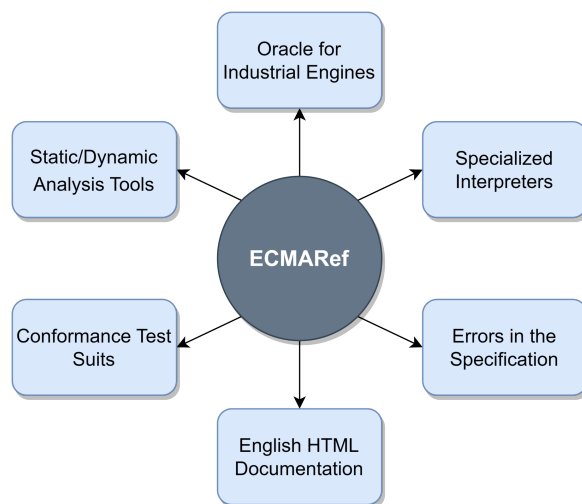 Oracle for
Industrial Engines
Static/Dynamic
Analysis Tools
Specialized
Interpreters
ECMARef
Conformance Test
Suits
Errors in the
Specification
English HTML
Documentation